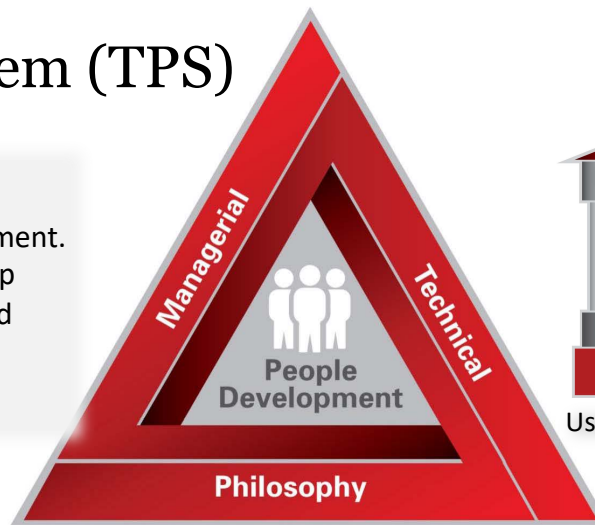 em (TPS)
ment.
p
d
Managerial
Technical
People
Development
Us
Philosophy